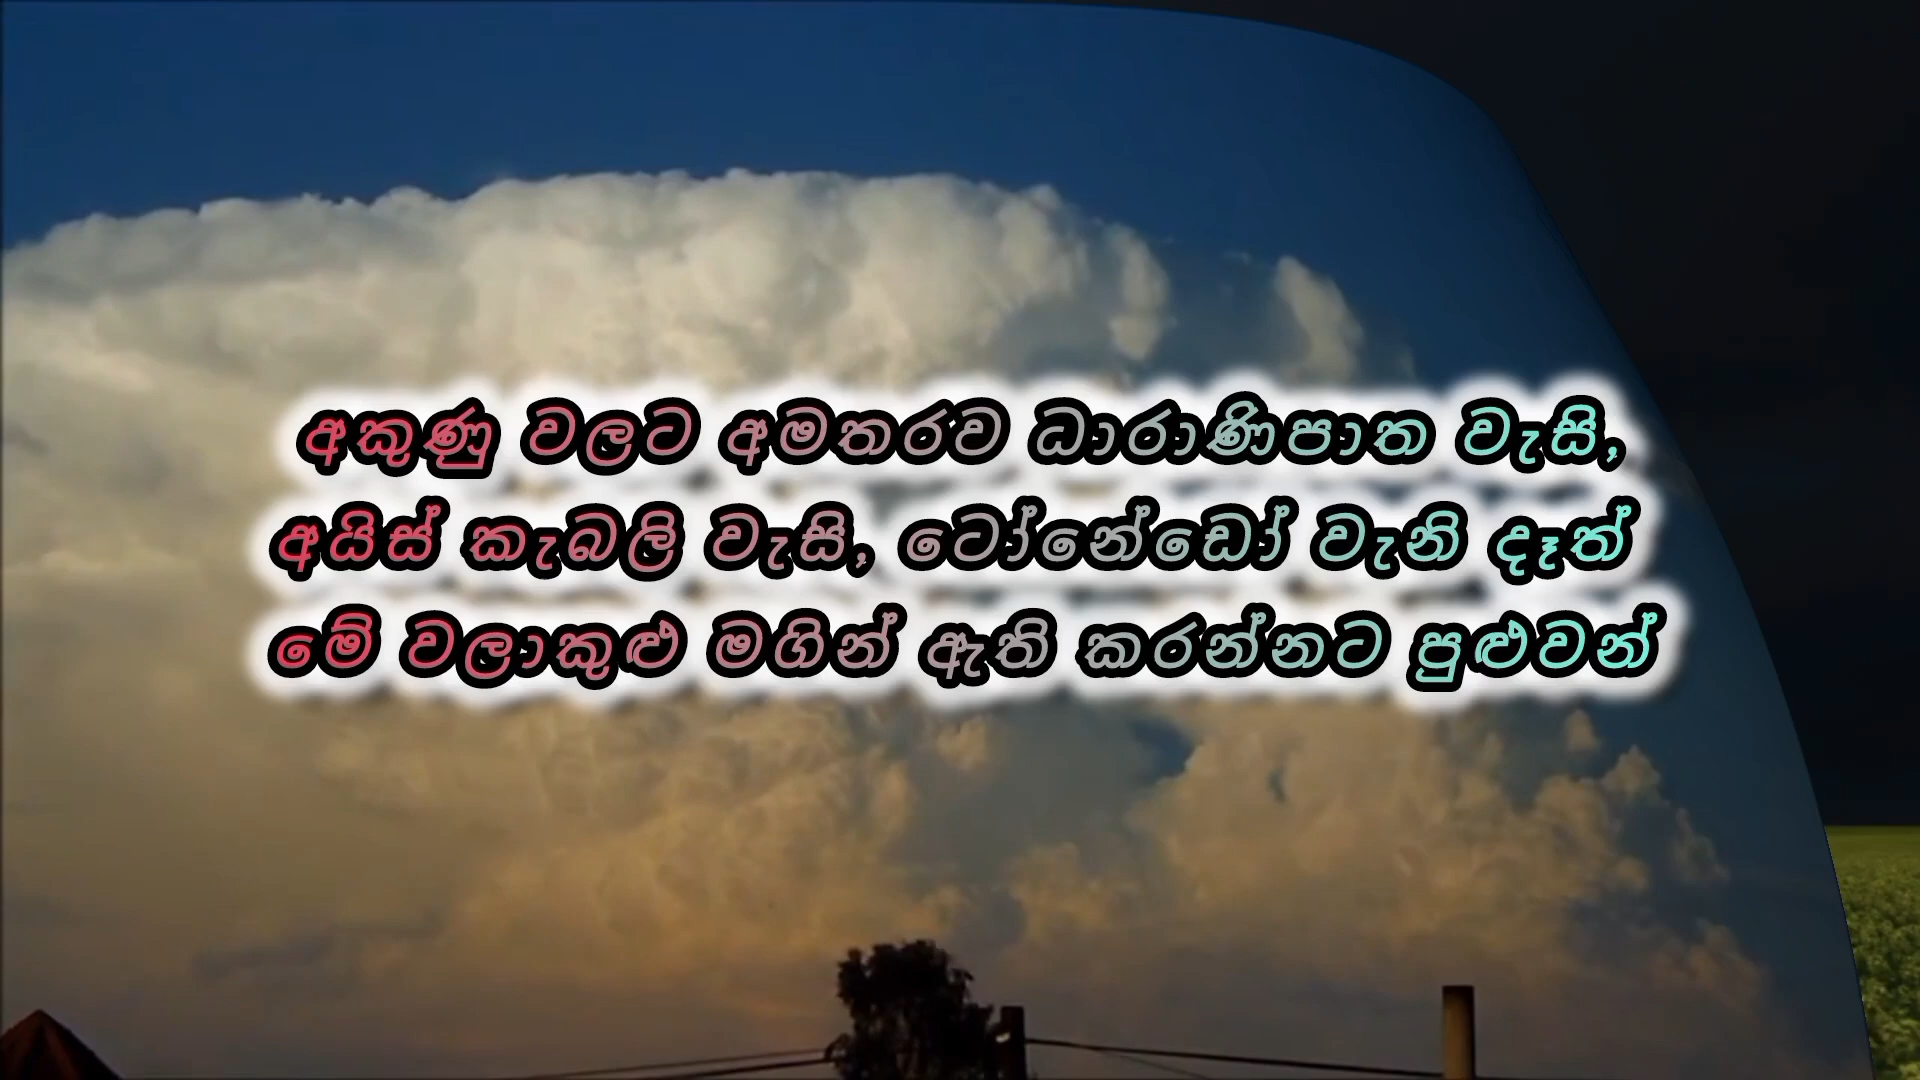 අකුණු වලට අමතරව ධාරාණිපාත වැසි,
අයිස් කැබලි වැසි, ටෝනේඩෝ වැනි දෑත්
මේ වලාකුළු මගින් ඇති කරන්නට පුළුවන්